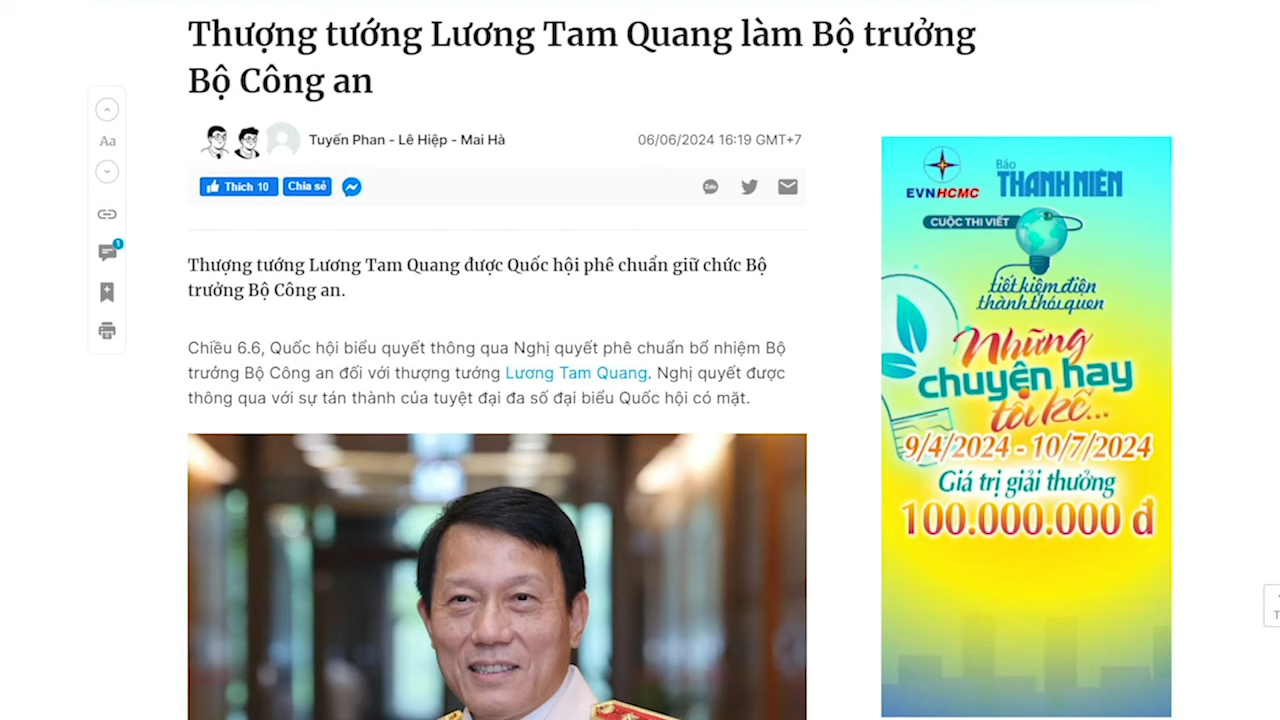 Thượng tướng Lương Tam Quang làm Bộ trưởng
Bộ Công an
Tuyến Phan - Lê Hiệp - Mai Hà
06/06/2024 16:19 GMT+7
Aa
Thích 10
Chia sẻ
Zalo
1
Thượng tướng Lương Tam Quang được Quốc hội phê chuẩn giữ chức Bộ
trưởng Bộ Công an.
Chiều 6.6, Quốc hội biểu quyết thông qua Nghị quyết phê chuẩn bổ nhiệm Bộ
trưởng Bộ Công an đối với thượng tướng Lương Tam Quang. Nghị quyết được
thông qua với sự tán thành của tuyệt đại đa số đại biểu Quốc hội có mặt.
EVNHCMC
Báo
THANH NIÊN
CUỘC THI VIẾT
tiết kiệm điện
thành thói quen
Những
chuyện hay
tôi kể...
9/4/2024 - 10/7/2024
Giá trị giải thưởng
100.000.000 đ